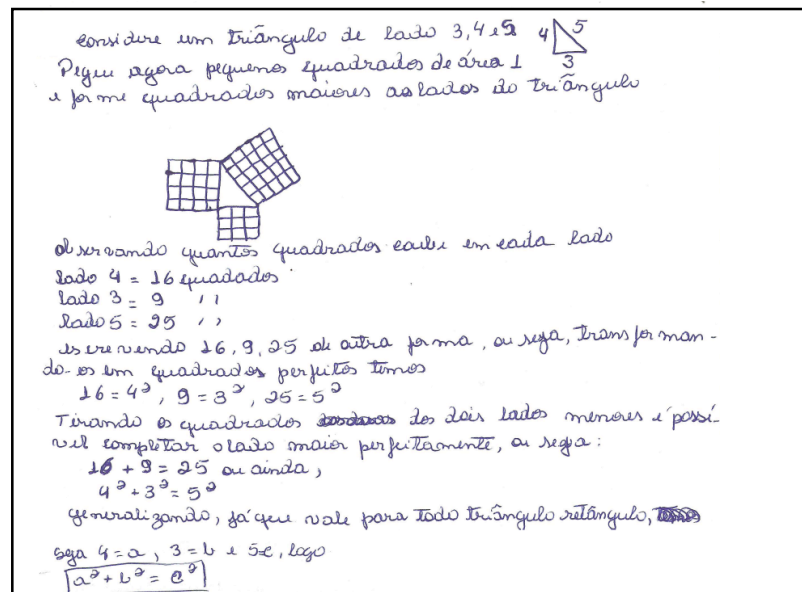 considere um triângulo de lado 3,4 e 5 4 5
3
Pegue agora pequenos quadrados de área 1
e forme quadrados maiores aos lados do triângulo
observando quantos quadrados cabe em cada lado
lado 4 = 16 quadados
lado 3 = 9 ''
lado 5 = 25 ''
escrevendo 16, 9, 25 de outra forma, ou seja, transforman-
do-os em quadrados perfeitos temos
16 = 4², 9 = 3², 25 = 5²
Tirando os quadrados dos dois lados menores é possí-
vel completar o lado maior perfeitamente, ou seja:
16 + 9 = 25 ou ainda,
4² + 3² = 5²
generalizando, já que vale para todo triângulo retângulo,
seja 4 = a, 3 = b e 5=c, logo
a² + b² = c²